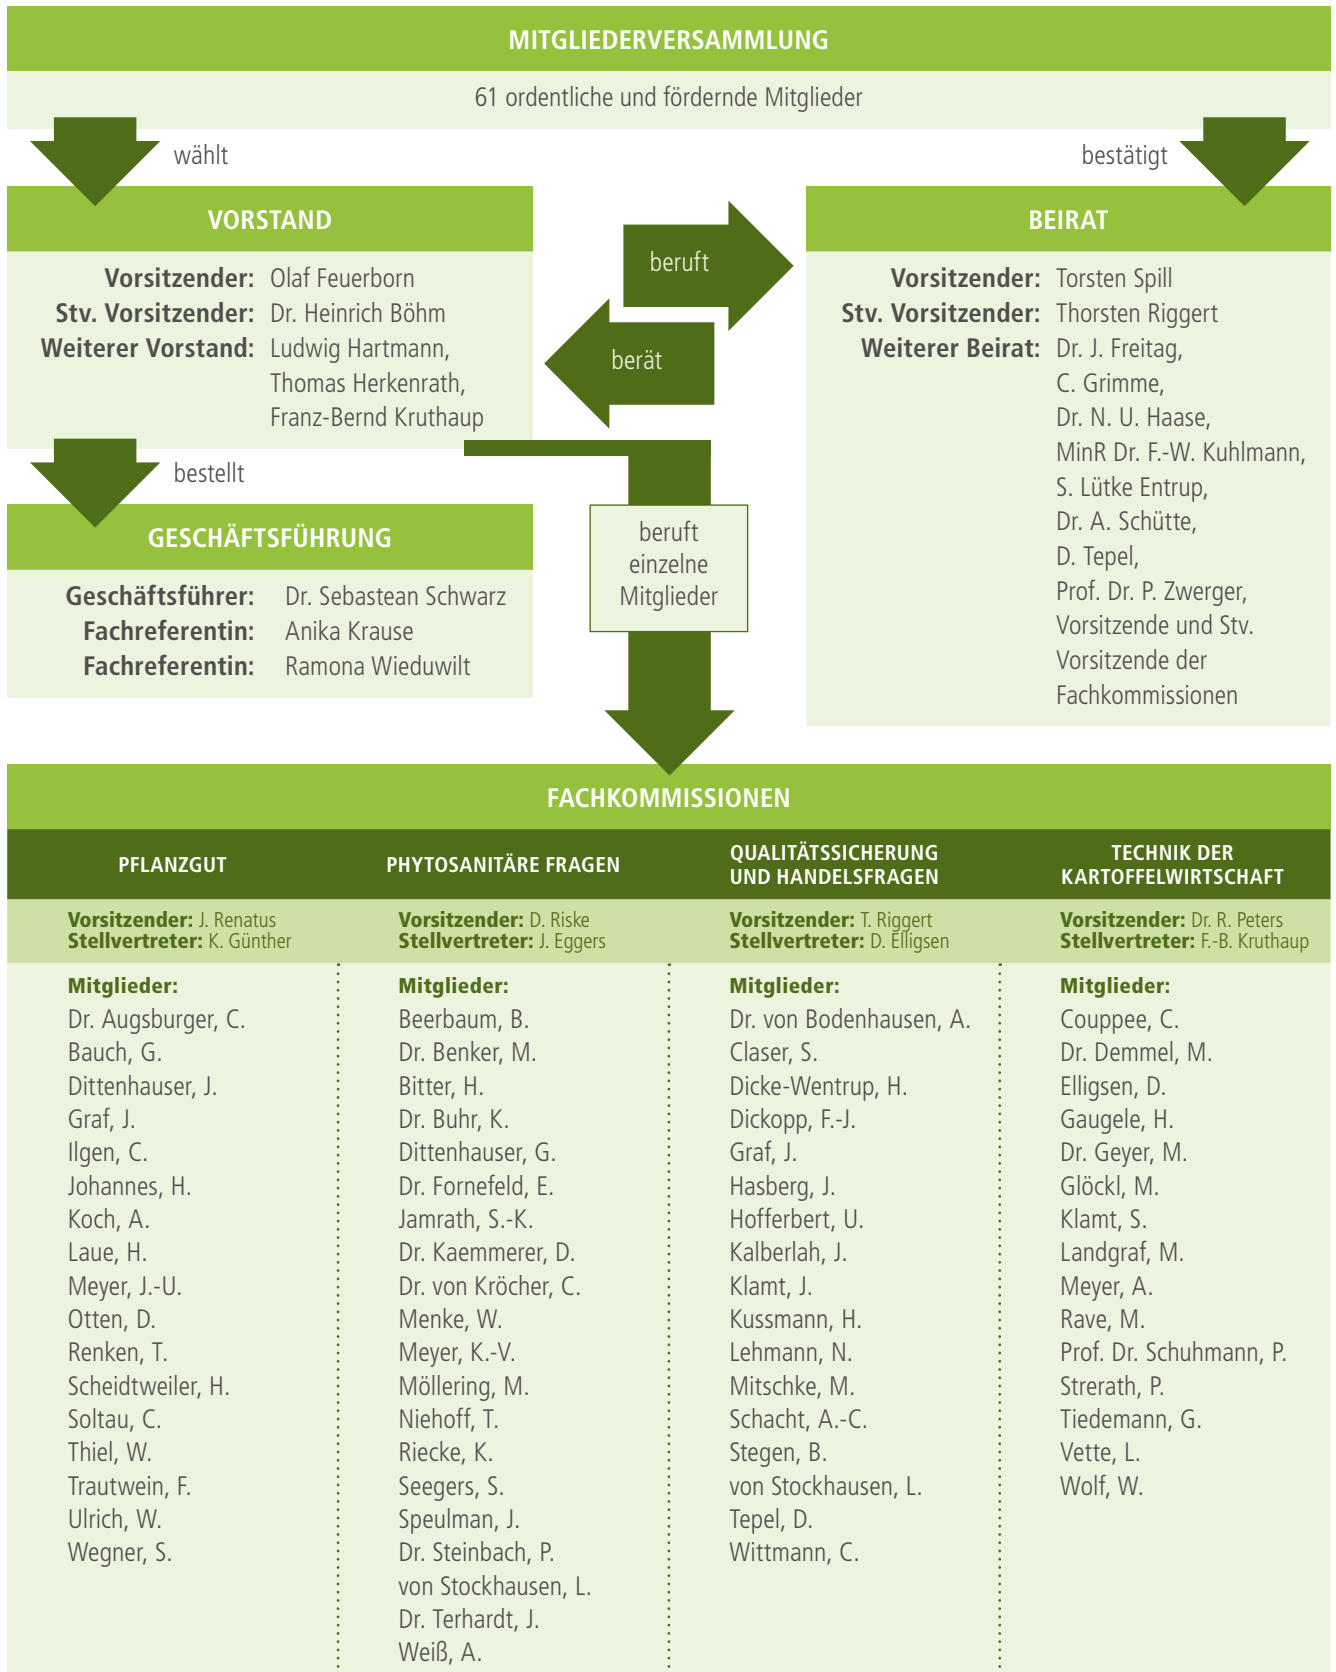 MITGLIEDERVERSAMMLUNG
61 ordentliche und fördernde Mitglieder
wählt
bestätigt
VORSTAND
Vorsitzender: Olaf Feuerborn
Stv. Vorsitzender: Dr. Heinrich Böhm
Weiterer Vorstand: Ludwig Hartmann,
Thomas Herkenrath,
Franz-Bernd Kruthaup
beruft
berät
BEIRAT
Vorsitzender: Torsten Spill
Stv. Vorsitzender: Thorsten Riggert
Weiterer Beirat: Dr. J. Freitag,
C. Grimme,
Dr. N. U. Haase,
MinR Dr. F.-W. Kuhlmann,
S. Lütke Entrup,
Dr. A. Schütte,
D. Tepel,
Prof. Dr. P. Zwerger,
Vorsitzende und Stv.
Vorsitzende der
Fachkommissionen
bestellt
GESCHÄFTSFÜHRUNG
Geschäftsführer: Dr. Sebastean Schwarz
Fachreferentin: Anika Krause
Fachreferentin: Ramona Wieduwilt
beruft
einzelne
Mitglieder
FACHKOMMISSIONEN
PFLANZGUT
Vorsitzender: J. Renatus
Stellvertreter: K. Günther
Mitglieder:
Dr. Augsburger, C.
Bauch, G.
Dittenhauser, J.
Graf, J.
Ilgen, C.
Johannes, H.
Koch, A.
Laue, H.
Meyer, J.-U.
Otten, D.
Renken, T.
Scheidtweiler, H.
Soltau, C.
Thiel, W.
Trautwein, F.
Ulrich, W.
Wegner, S.
PHYTOSANITÄRE FRAGEN
Vorsitzender: D. Riske
Stellvertreter: J. Eggers
Mitglieder:
Beerbaum, B.
Dr. Benker, M.
Bitter, H.
Dr. Buhr, K.
Dittenhauser, G.
Dr. Fornefeld, E.
Jamrath, S.-K.
Dr. Kaemmerer, D.
Dr. von Kröcher, C.
Menke, W.
Meyer, K.-V.
Möllering, M.
Niehoff, T.
Riecke, K.
Seegers, S.
Speulman, J.
Dr. Steinbach, P.
von Stockhausen, L.
Dr. Terhardt, J.
Weiß, A.
QUALITÄTSSICHERUNG
UND HANDELSFRAGEN
Vorsitzender: T. Riggert
Stellvertreter: D. Elligsen
Mitglieder:
Dr. von Bodenhausen, A.
Claser, S.
Dicke-Wentrup, H.
Dickopp, F.-J.
Graf, J.
Hasberg, J.
Hofferbert, U.
Kalberlah, J.
Klamt, J.
Kussmann, H.
Lehmann, N.
Mitschke, M.
Schacht, A.-C.
Stegen, B.
von Stockhausen, L.
Tepel, D.
Wittmann, C.
TECHNIK DER
KARTOFFELWIRTSCHAFT
Vorsitzender: Dr. R. Peters
Stellvertreter: F.-B. Kruthaup
Mitglieder:
Couppee, C.
Dr. Demmel, M.
Elligsen, D.
Gaugele, H.
Dr. Geyer, M.
Glöckl, M.
Klamt, S.
Landgraf, M.
Meyer, A.
Rave, M.
Prof. Dr. Schuhmann, P.
Strerath, P.
Tiedemann, G.
Vette, L.
Wolf, W.